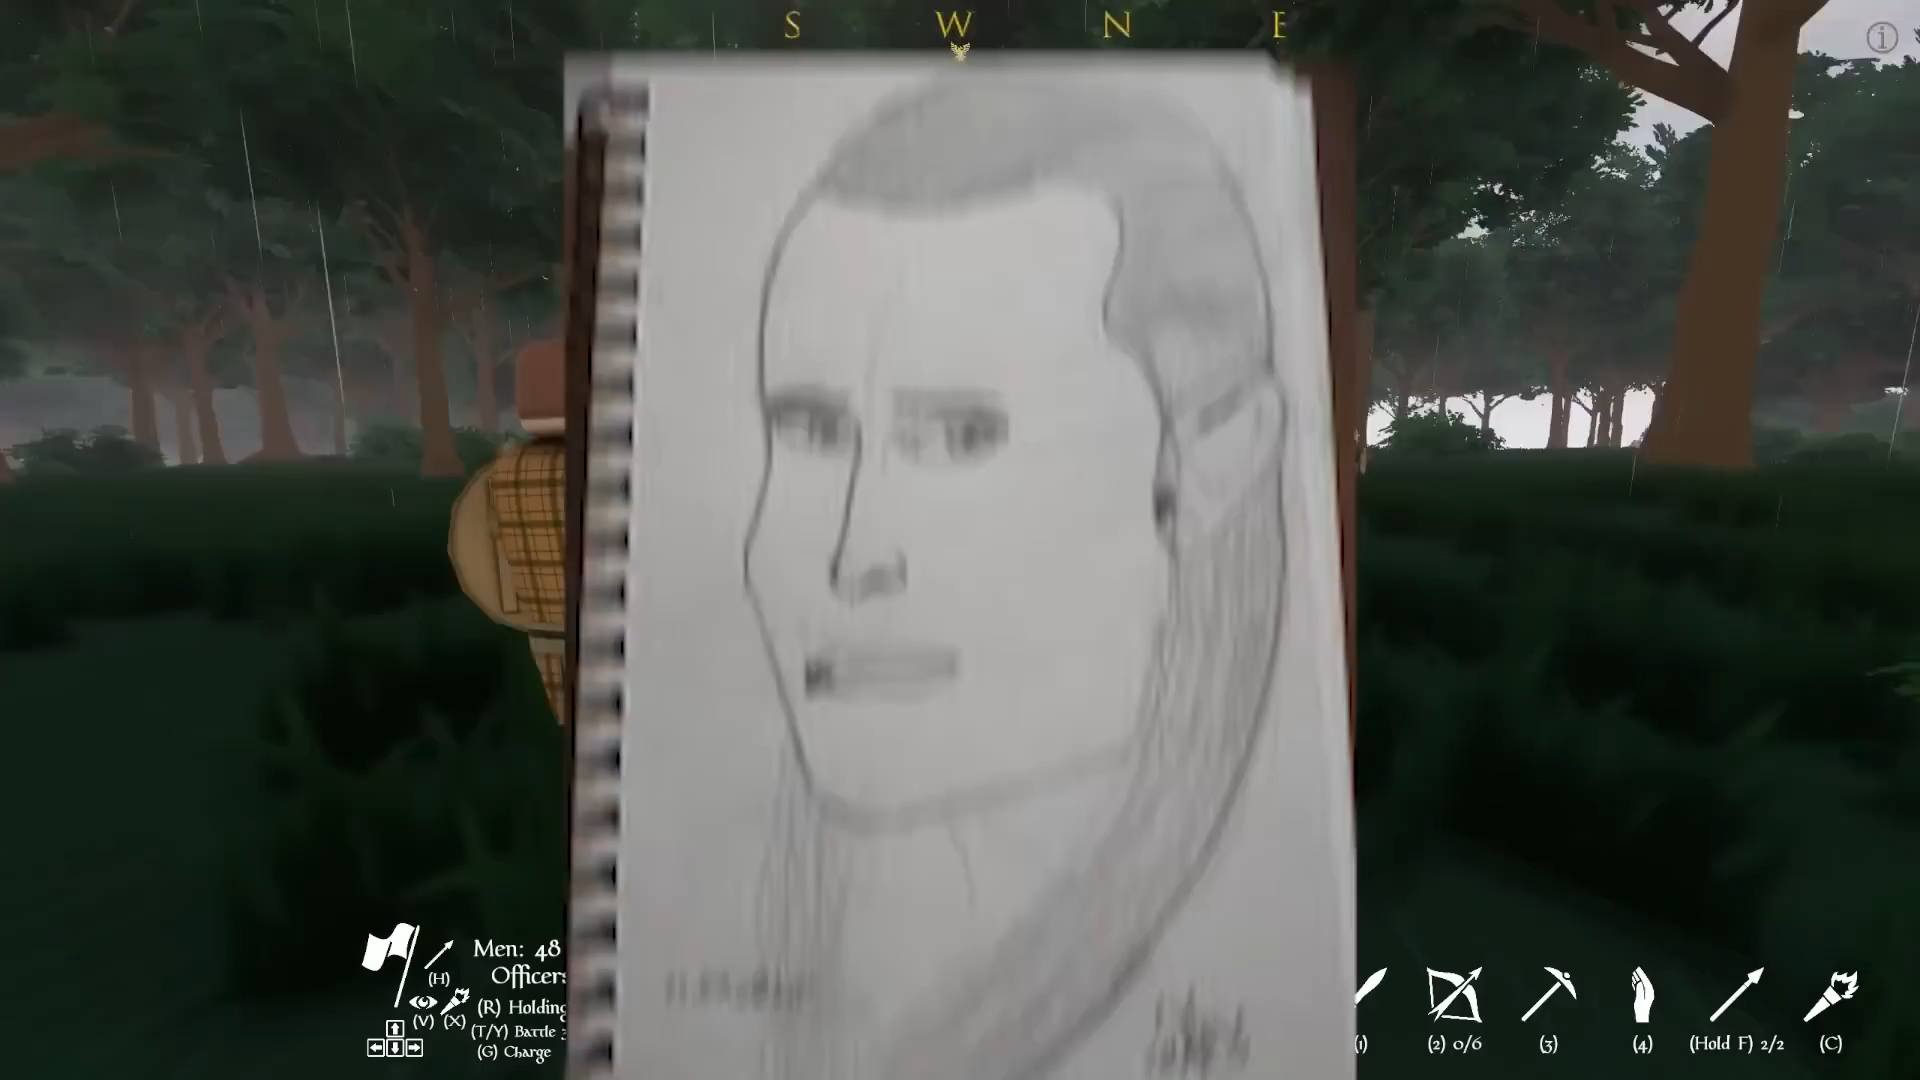 S W N E
Men: 48
Officers
(H)
(R) Holding
(V) (X)
(T/Y) Battle
(G) Charge
(1) (2) 0/6 (3) (4) (Hold F) 2/2 (C)